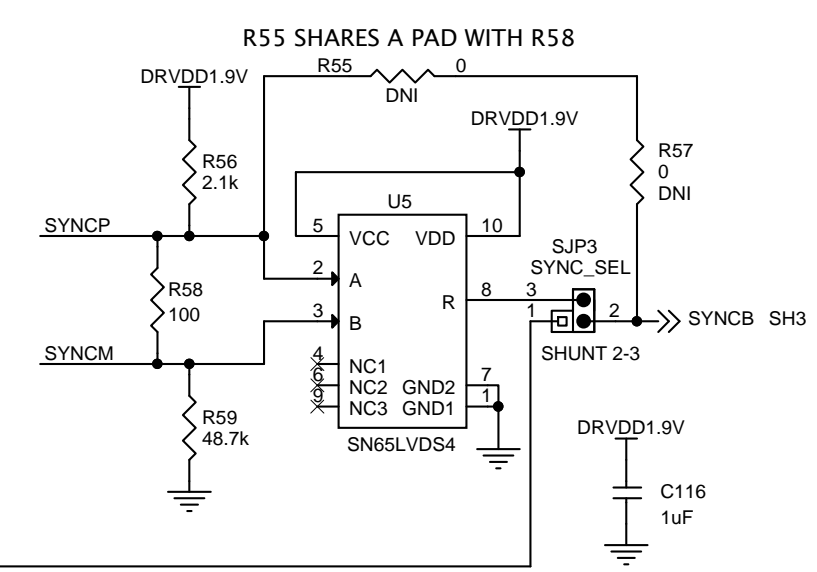 R55 SHARES A PAD WITH R58
R55 0
DNI
DRVDD1.9V
DRVDD1.9V
R56
2.1k
R57
0
DNI
U5
SYNCP
5 VCC VDD 10
SJP3
SYNC_SEL
2 A
R 8 3
R58
100
3 B
1 2 SYNCB SH3
SYNCM
SHUNT 2-3
4 NC1
6 NC2 GND2 7
9 NC3 GND1 1
R59
48.7k
SN65LVDS4
DRVDD1.9V
C116
1uF